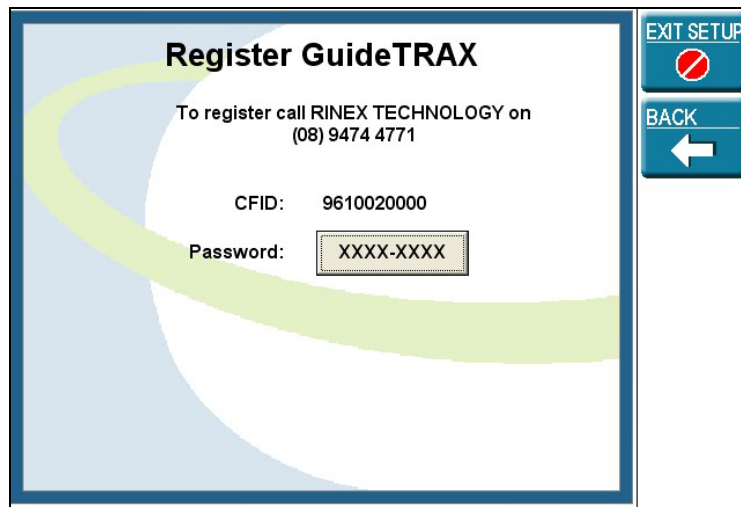 Register GuideTRAX
To register call RINEX TECHNOLOGY on
(08) 9474 4771
CFID: 9610020000
Password: XXXX-XXXX
EXIT SETUP
BACK